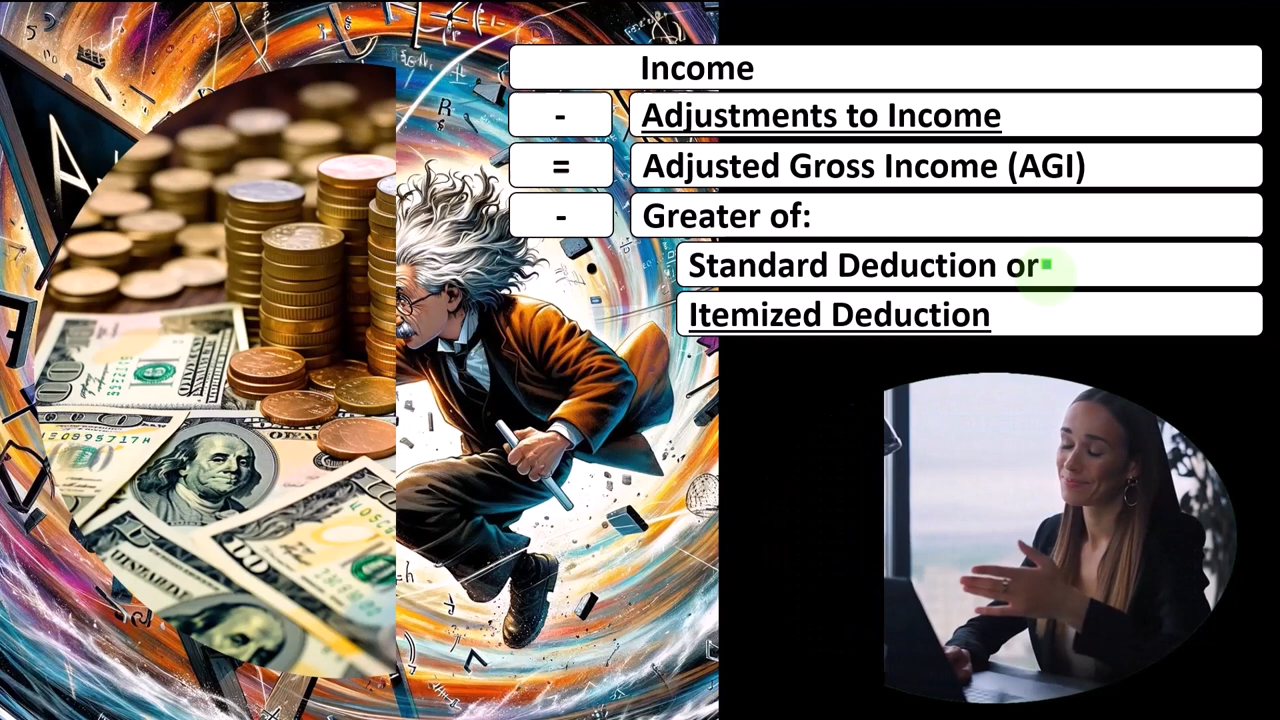 Income
- Adjustments to Income
= Adjusted Gross Income (AGI)
- Greater of:
Standard Deduction or
Itemized Deduction